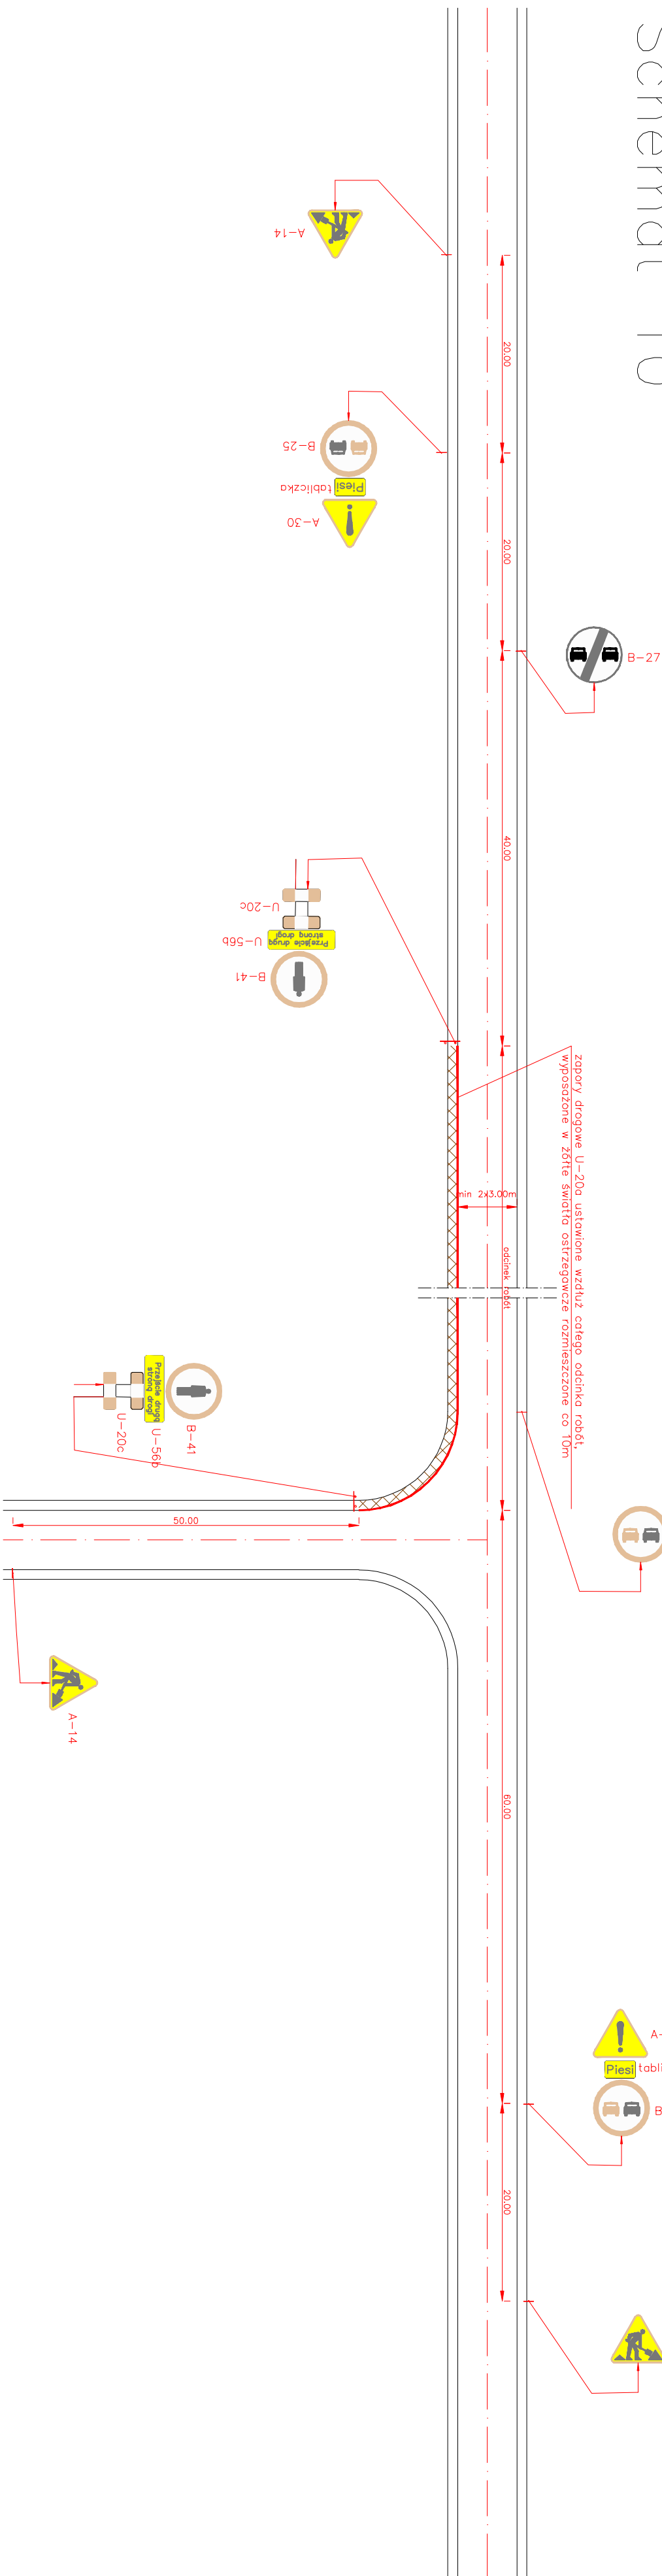 Schemat 10
A-14
20.00
B-25
Piesi
tabliczka
A-30
20.00
B-27
40.00
U-20c
Przejście drugą
stroną drogi
U-56b
B-41
zapory drogowe U-20a ustawione wzdłuż całego odcinka robót,
wyposażone w żółte światła ostrzegawcze rozmieszczone co 10m
min 2x3.00m
odcinek robót
B-41
Przejście drugą
stroną drogi
U-56b
U-20c
50.00
A-14
60.00
A-
Piesi
tabli
B
20.00